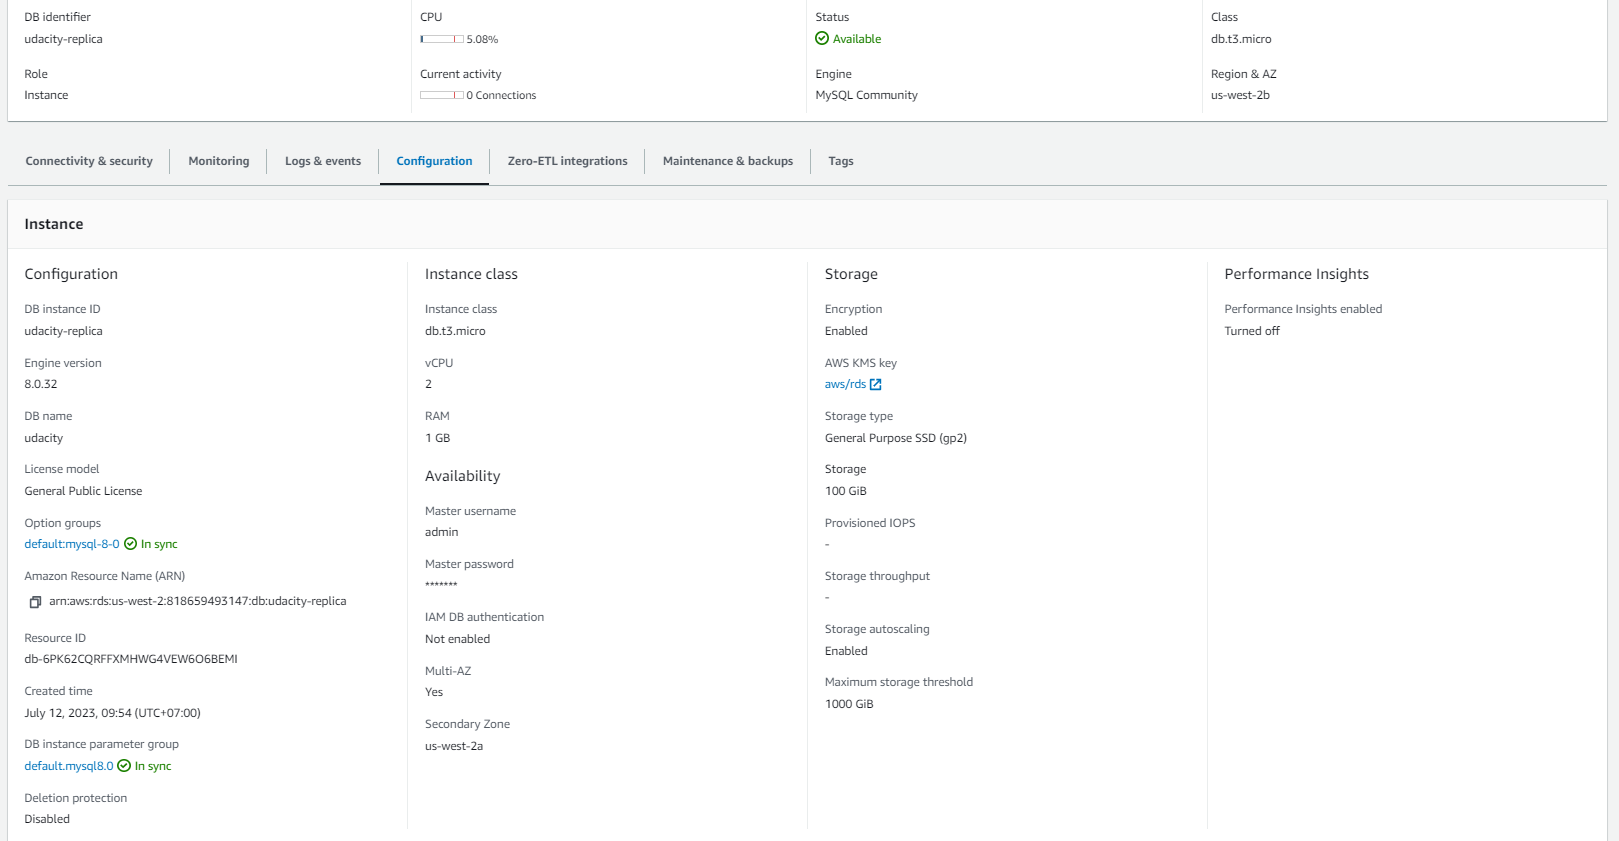 DB identifier
udacity-replica
CPU
5.08%
Status
Available
Class
db.t3.micro
Role
Instance
Current activity
0 Connections
Engine
MySQL Community
Region & AZ
us-west-2b
Connectivity & security
Monitoring
Logs & events
Configuration
Zero-ETL integrations
Maintenance & backups
Tags
Instance
Configuration
DB instance ID
udacity-replica
Engine version
8.0.32
DB name
udacity
License model
General Public License
Option groups
default:mysql-8-0 In sync
Amazon Resource Name (ARN)
arn:aws:rds:us-west-2:818659493147:db:udacity-replica
Resource ID
db-6PK62CQRFFXMHWG4VEW6O6BEMI
Created time
July 12, 2023, 09:54 (UTC+07:00)
DB instance parameter group
default.mysql8.0 In sync
Deletion protection
Disabled
Instance class
Instance class
db.t3.micro
vCPU
2
RAM
1 GB
Availability
Master username
admin
Master password
*******
IAM DB authentication
Not enabled
Multi-AZ
Yes
Secondary Zone
us-west-2a
Storage
Encryption
Enabled
AWS KMS key
aws/rds
Storage type
General Purpose SSD (gp2)
Storage
100 GiB
Provisioned IOPS
-
Storage throughput
-
Storage autoscaling
Enabled
Maximum storage threshold
1000 GiB
Performance Insights
Performance Insights enabled
Turned off